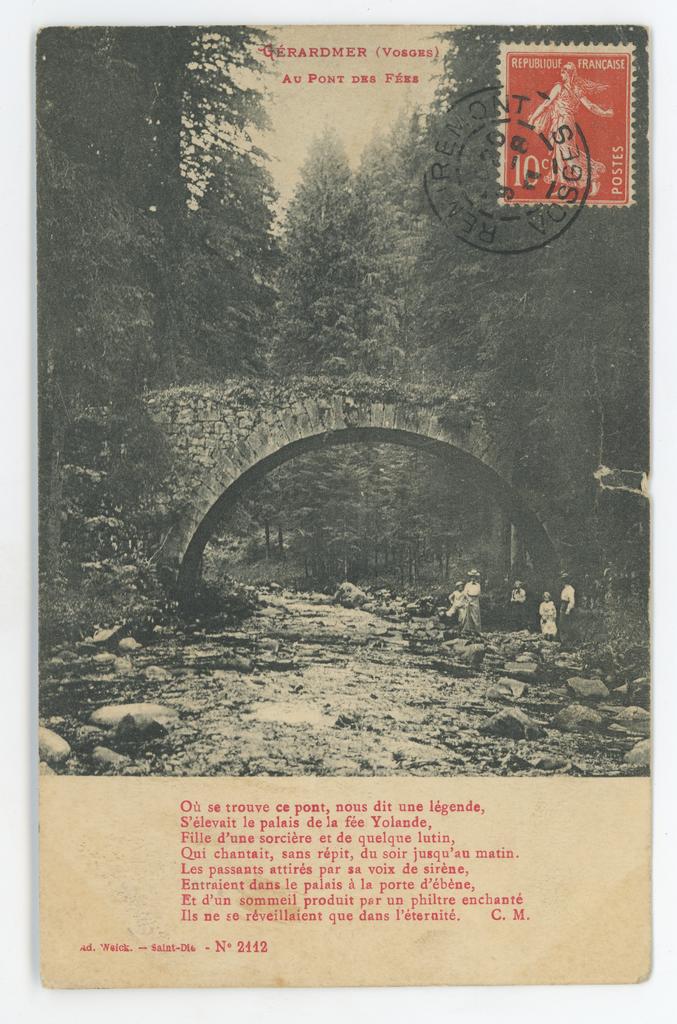 GÉRARDMER (VOSGES)
AU PONT DES FÉES
REPUBLIQUE FRANÇAISE
10 C
POSTES
REMIREMONT
VOSGES
Où se trouve ce pont, nous dit une légende,
S'élevait le palais de la fée Yolande,
Fille d'une sorcière et de quelque lutin,
Qui chantait, sans répit, du soir jusqu'au matin.
Les passants attirés par sa voix de sirène,
Entraient dans le palais à la porte d'ébène,
Et d'un sommeil produit par un philtre enchanté
Ils ne se réveillaient que dans l'éternité. C. M.
Ad. Weick. — Saint-Dié - N° 2112